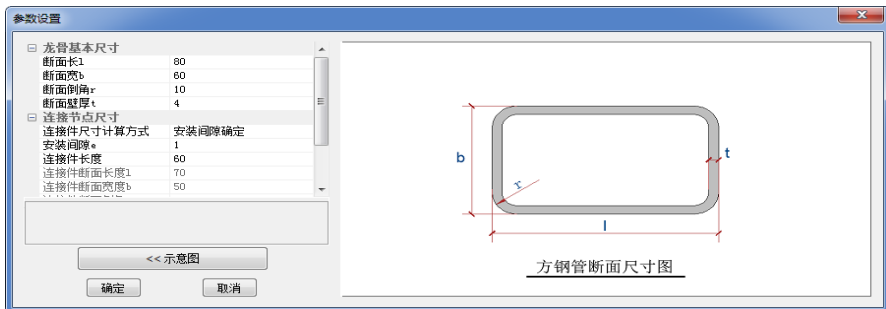 参数设置
龙骨基本尺寸
断面长l 80
断面宽b 60
断面倒角r 10
断面壁厚t 4
连接节点尺寸
连接件尺寸计算方式 安装间隙确定
安装间隙e 1
连接件长度 60
连接件断面长度l 70
连接件断面宽度b 50
<< 示意图
确定 取消
b
r
t
l
方钢管断面尺寸图